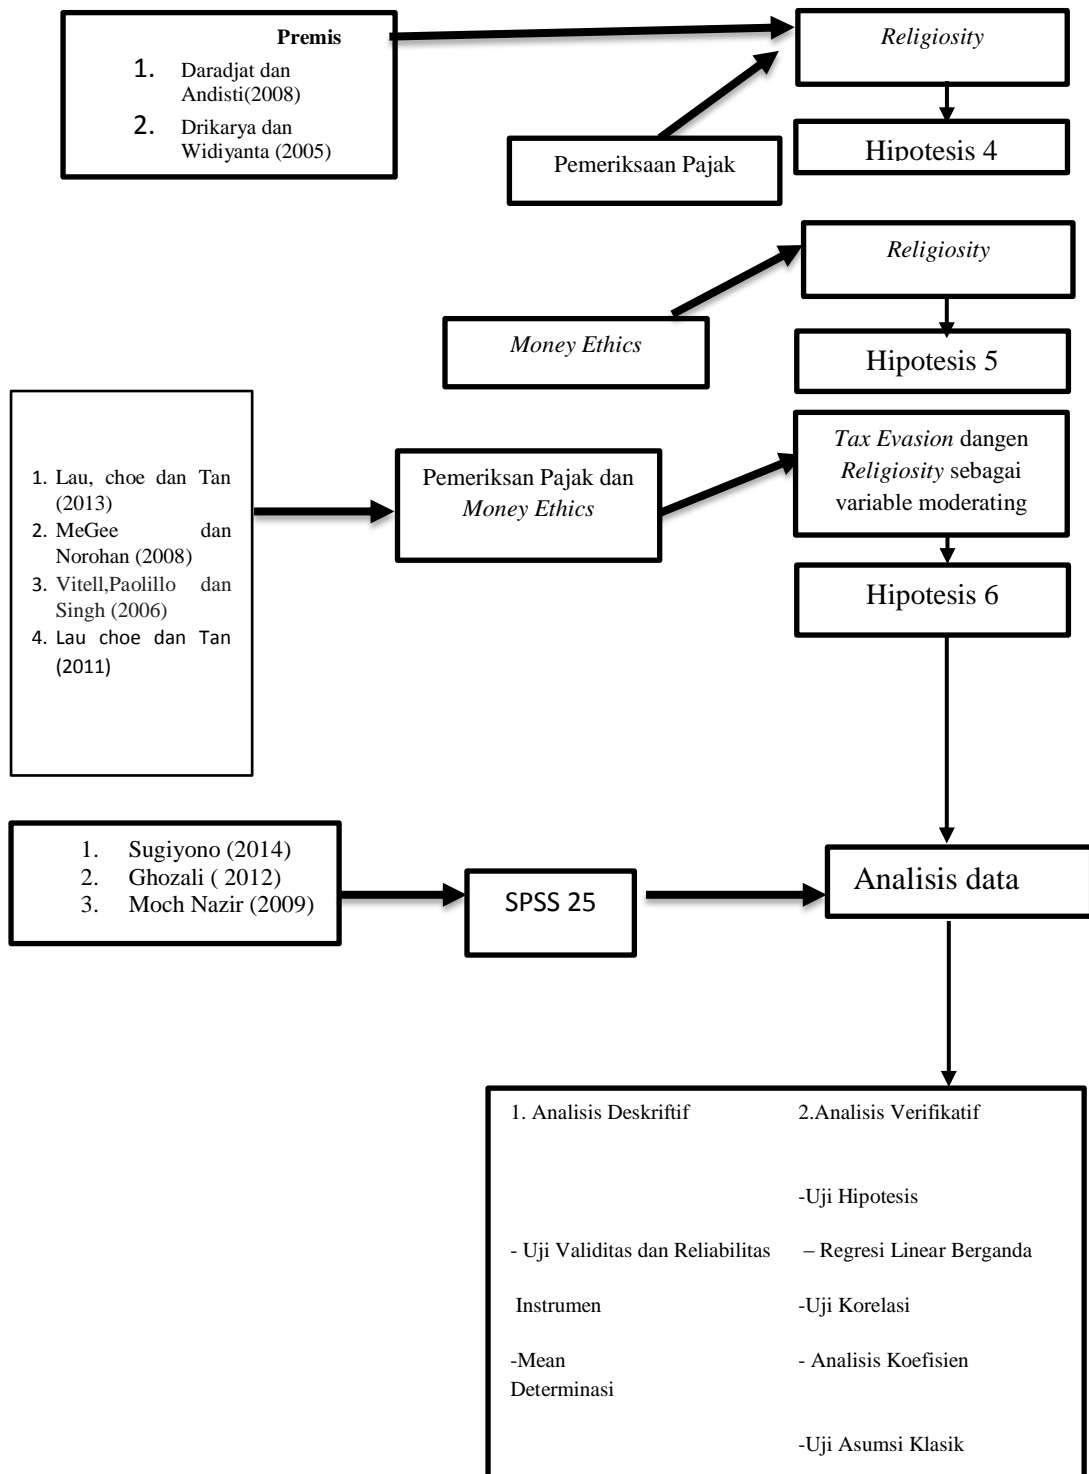 Premis
1. Daradjat dan
Andisti(2008)
2. Drikarya dan
Widiyanta (2005)
Religiosity
Pemeriksaan Pajak
Hipotesis 4
Religiosity
Money Ethics
Hipotesis 5
1. Lau, choe dan Tan
(2013)
2. MeGee dan
Norohan (2008)
3. Vitell,Paolillo dan
Singh (2006)
4. Lau choe dan Tan
(2011)
Pemeriksan Pajak dan
Money Ethics
Tax Evasion dangen
Religiosity sebagai
variable moderating
Hipotesis 6
1. Sugiyono (2014)
2. Ghozali ( 2012)
3. Moch Nazir (2009)
SPSS 25
Analisis data
1. Analisis Deskriftif 2.Analisis Verifikatif
-Uji Hipotesis
- Uji Validitas dan Reliabilitas – Regresi Linear Berganda
Instrumen -Uji Korelasi
-Mean - Analisis Koefisien
Determinasi
-Uji Asumsi Klasik